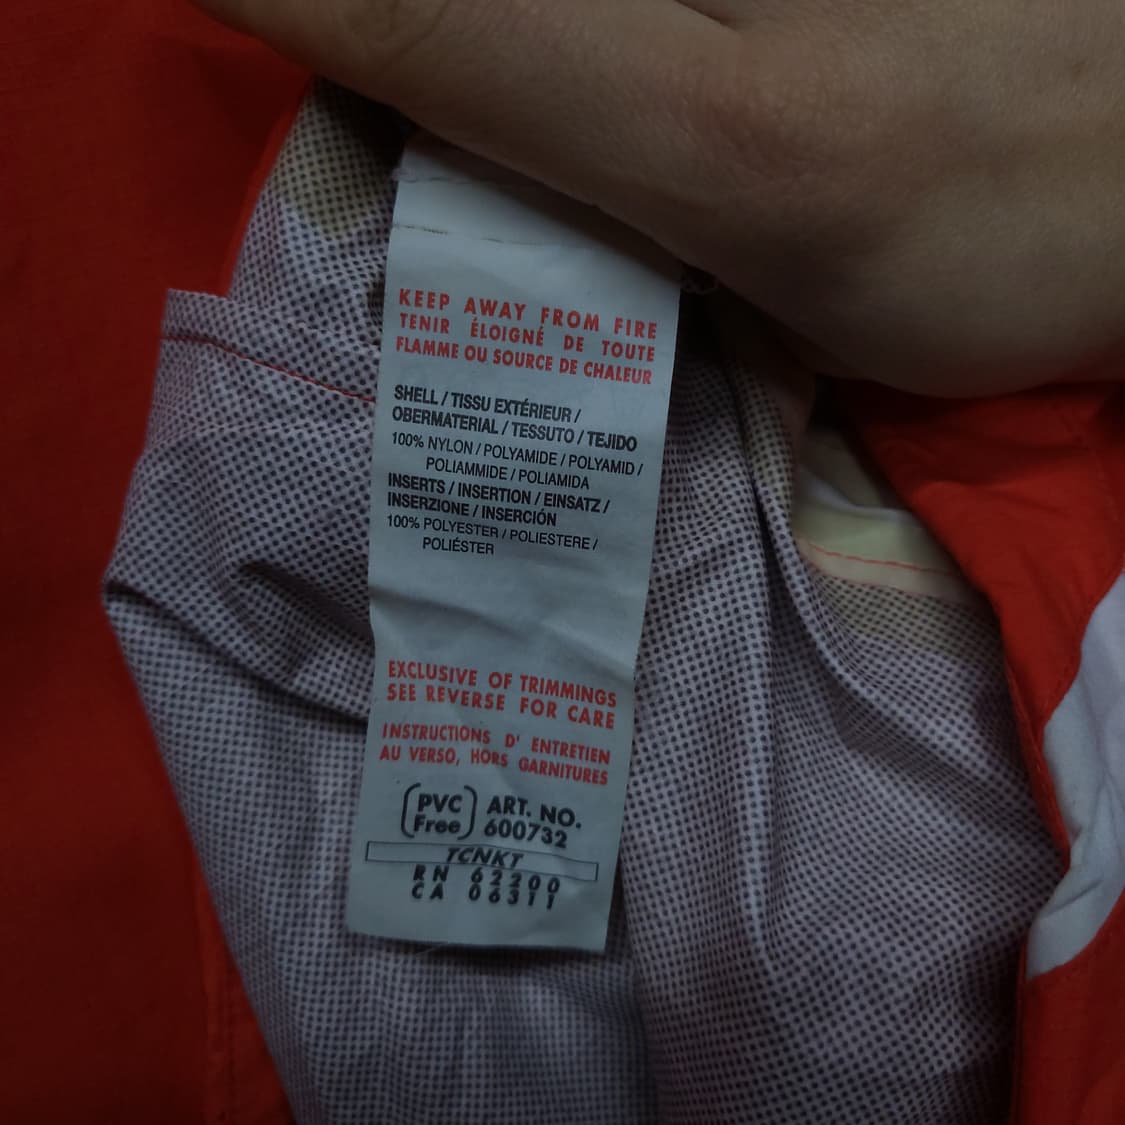 KEEP AWAY FROM FIRE
TENIR ÉLOIGNÉ DE TOUTE
FLAMME OU SOURCE DE CHALEUR
SHELL / TISSU EXTÉRIEUR /
OBERMATERIAL / TESSUTO / TEJIDO
100% NYLON / POLYAMIDE / POLYAMID /
POLIAMMIDE / POLIAMIDA
INSERTS / INSERTION / EINSATZ /
INSERZIONE / INSERCIÓN
100% POLYESTER / POLIESTERE /
POLIÉSTER
EXCLUSIVE OF TRIMMINGS
SEE REVERSE FOR CARE
INSTRUCTIONS D' ENTRETIEN
AU VERSO, HORS GARNITURES
PVC Free
ART. NO.
600732
TCNKT
RN 62200
CA 06311